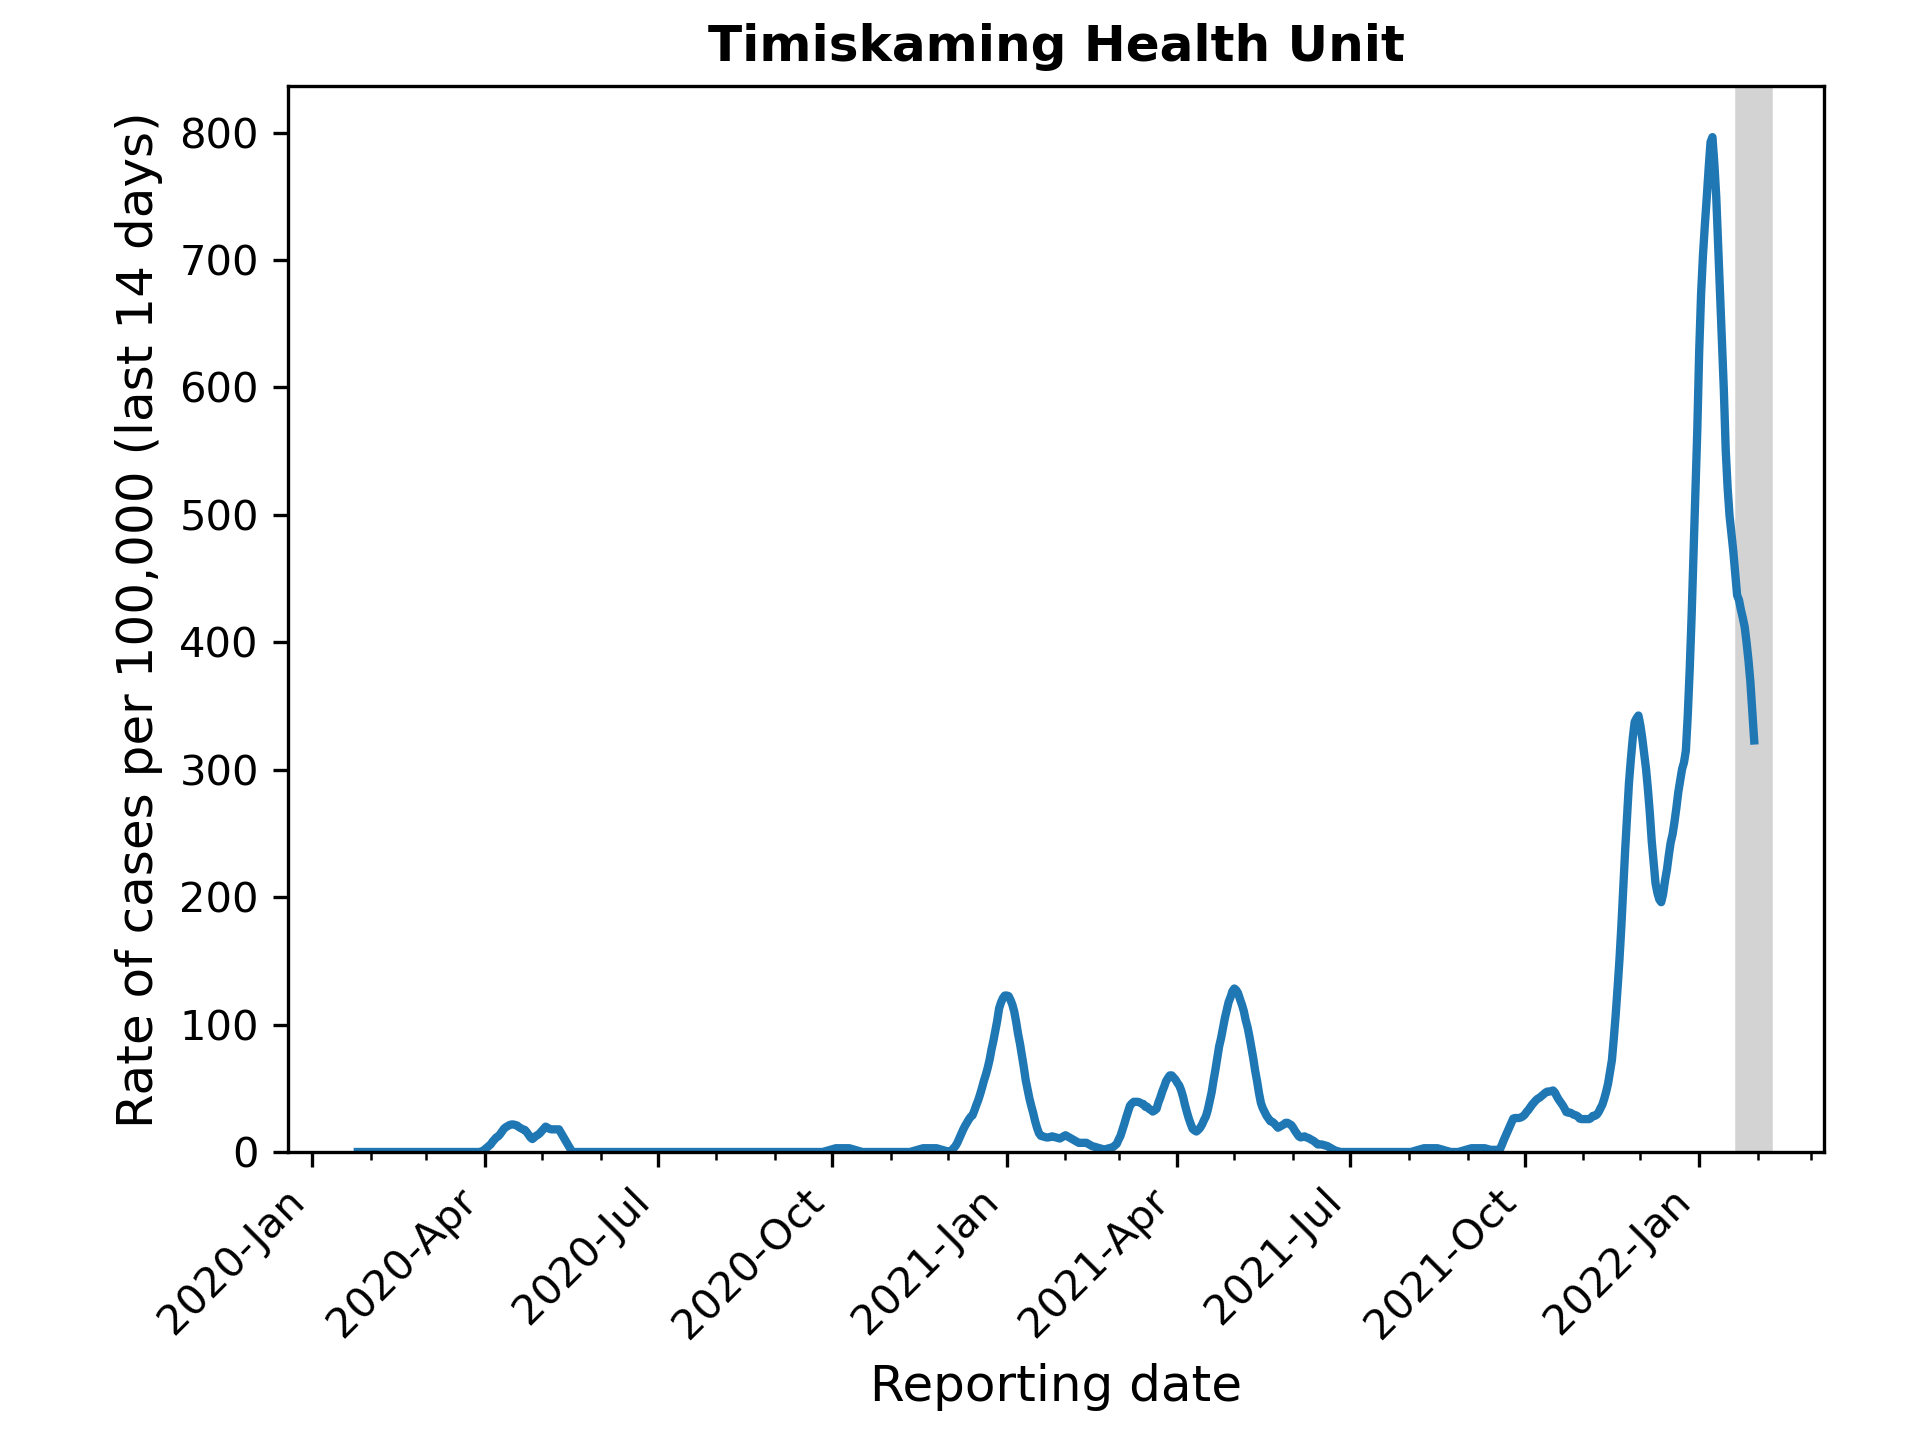 Timiskaming Health Unit
Rate of cases per 100,000 (last 14 days)
800
700
600
500
400
300
200
100
0
2020-Jan
2020-Apr
2020-Jul
2020-Oct
2021-Jan
2021-Apr
2021-Jul
2021-Oct
2022-Jan
Reporting date